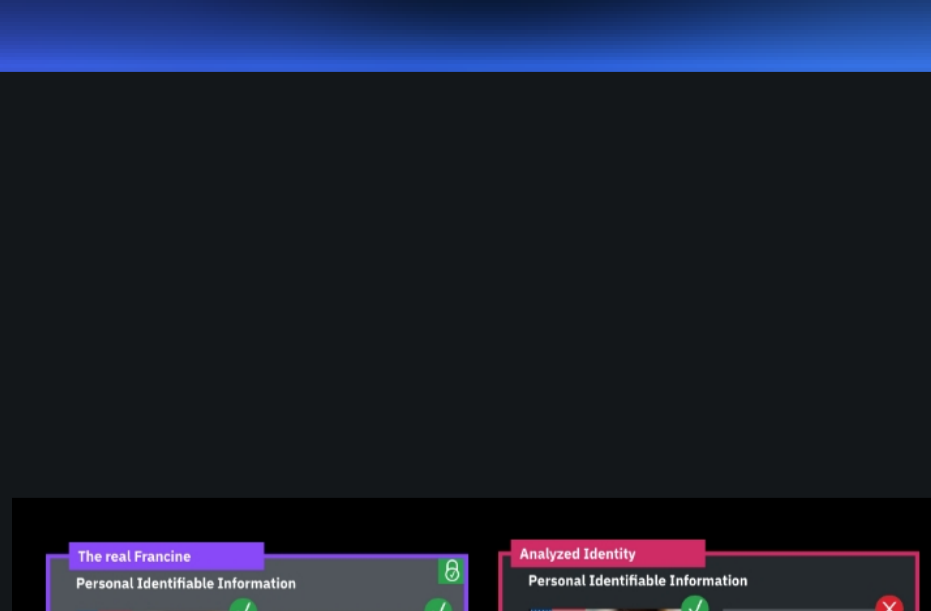 The real Francine
Personal Identifiable Information
Analyzed Identity
Personal Identifiable Information